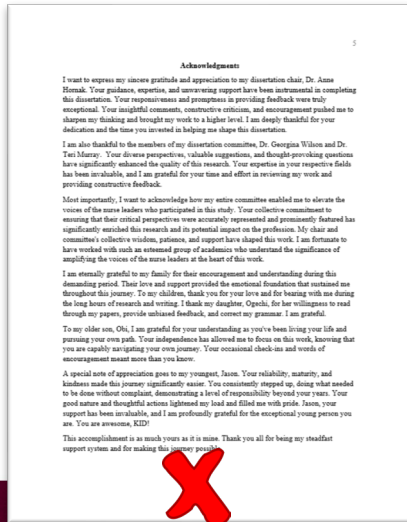 5
Acknowledgments
I want to express my sincere gratitude and appreciation to my dissertation chair, Dr. Anne
Hornak. Your guidance, expertise, and unwavering support have been instrumental in completing
this dissertation. Your responsiveness and promptness in providing feedback were truly
exceptional. Your insightful comments, constructive criticism, and encouragement pushed me to
sharpen my thinking and brought my work to a higher level. I am deeply thankful for your
dedication and the time you invested in helping me shape this dissertation.
I am also thankful to the members of my dissertation committee, Dr. Georgina Wilson and Dr.
Teri Murray. Your diverse perspectives, valuable suggestions, and thought-provoking questions
have significantly enhanced the quality of this research. Your expertise in your respective fields
has been invaluable, and I am grateful for your time and effort in reviewing my work and
providing constructive feedback.
Most importantly, I want to acknowledge how my entire committee enabled me to elevate the
voices of the nurse leaders who participated in this study. Your collective commitment to
ensuring that their critical perspectives were accurately represented and prominently featured has
significantly enriched this research and its potential impact on the profession. My chair and
committee's collective wisdom, patience, and support have shaped this work. I am fortunate to
have worked with such an esteemed group of academics who understand the significance of
amplifying the voices of the nurse leaders at the heart of this work.
I am eternally grateful to my family for their encouragement and understanding during this
demanding period. Their love and support provided the emotional foundation that sustained me
throughout this journey. To my children, thank you for your love and for bearing with me during
the long hours of research and writing. I thank my daughter, Ogechi, for her willingness to read
through my papers, provide unbiased feedback, and correct my grammar. I am grateful.
To my older son, Obi, I am grateful for your understanding as you've been living your life and
pursuing your own path. Your independence has allowed me to focus on this work, knowing that
you are capably navigating your own journey. Your occasional check-ins and words of
encouragement meant more than you know.
A special note of appreciation goes to my youngest, Jason. Your reliability, maturity, and
kindness made this journey significantly easier. You consistently stepped up, doing what needed
to be done without complaint, demonstrating a level of responsibility beyond your years. Your
good nature and thoughtful actions lightened my load and filled me with pride. Jason, your
support has been invaluable, and I am profoundly grateful for the exceptional young person you
are. You are awesome, KID!
This accomplishment is as much yours as it is mine. Thank you all for being my steadfast
support system and for making this journey possible.